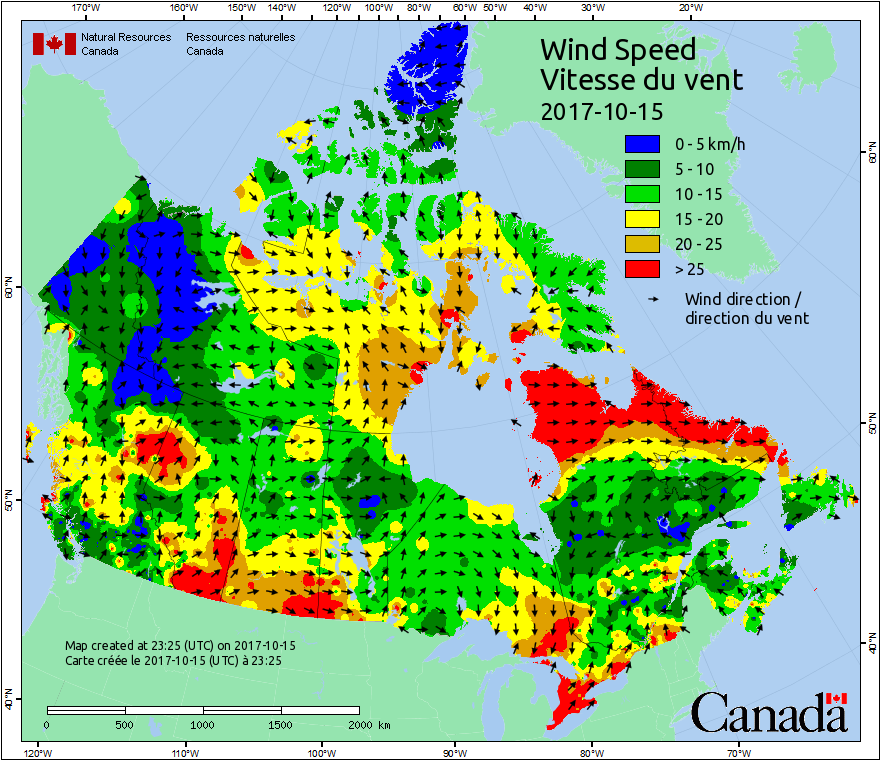 170°W 160°W 150°W 140°W 130°W 120°W 110°W 100°W 90°W 80°W 70°W 60°W 50°W 40°W 30°W 20°W
Natural Resources Canada
Ressources naturelles Canada
Wind Speed
Vitesse du vent
2017-10-15
0 - 5 km/h
5 - 10
10 - 15
15 - 20
20 - 25
> 25
Wind direction /
direction du vent
60°N
60°N
50°N
50°N
40°N
40°N
Map created at 23:25 (UTC) on 2017-10-15
Carte créée le 2017-10-15 (UTC) à 23:25
0 500 1000 1500 2000 km
Canada
120°W 110°W 100°W 90°W 80°W 70°W